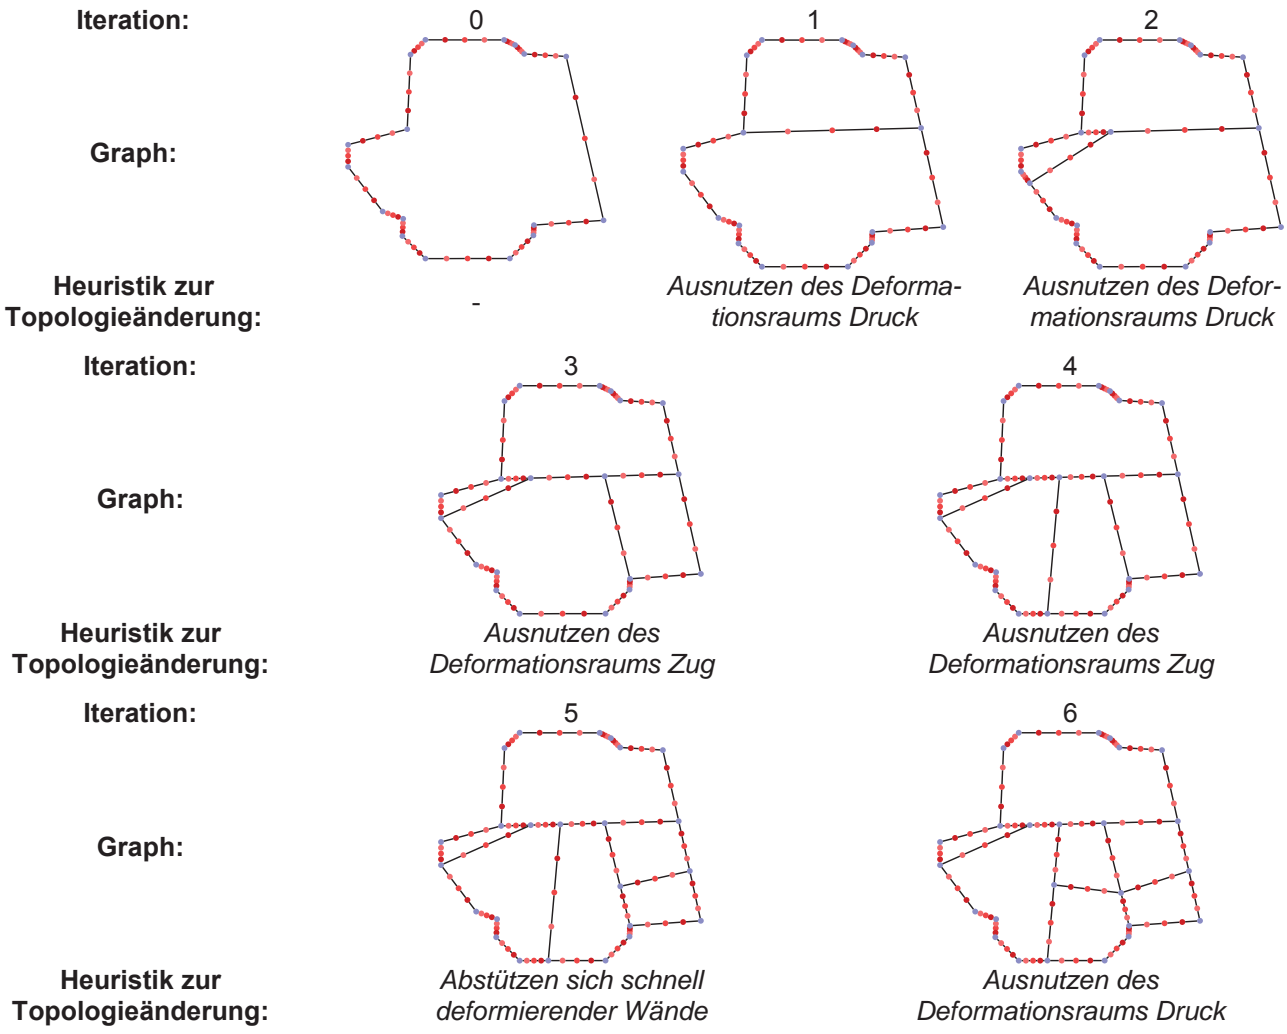 Iteration: 0 1 2
Graph:
Heuristik zur - Ausnutzen des Deforma- Ausnutzen des Defor-
Topologieänderung: tionsraums Druck mationsraums Druck
Iteration: 3 4
Graph:
Heuristik zur Ausnutzen des Ausnutzen des
Topologieänderung: Deformationsraums Zug Deformationsraums Zug
Iteration: 5 6
Graph:
Heuristik zur Abstützen sich schnell Ausnutzen des
Topologieänderung: deformierender Wände Deformationsraums Druck